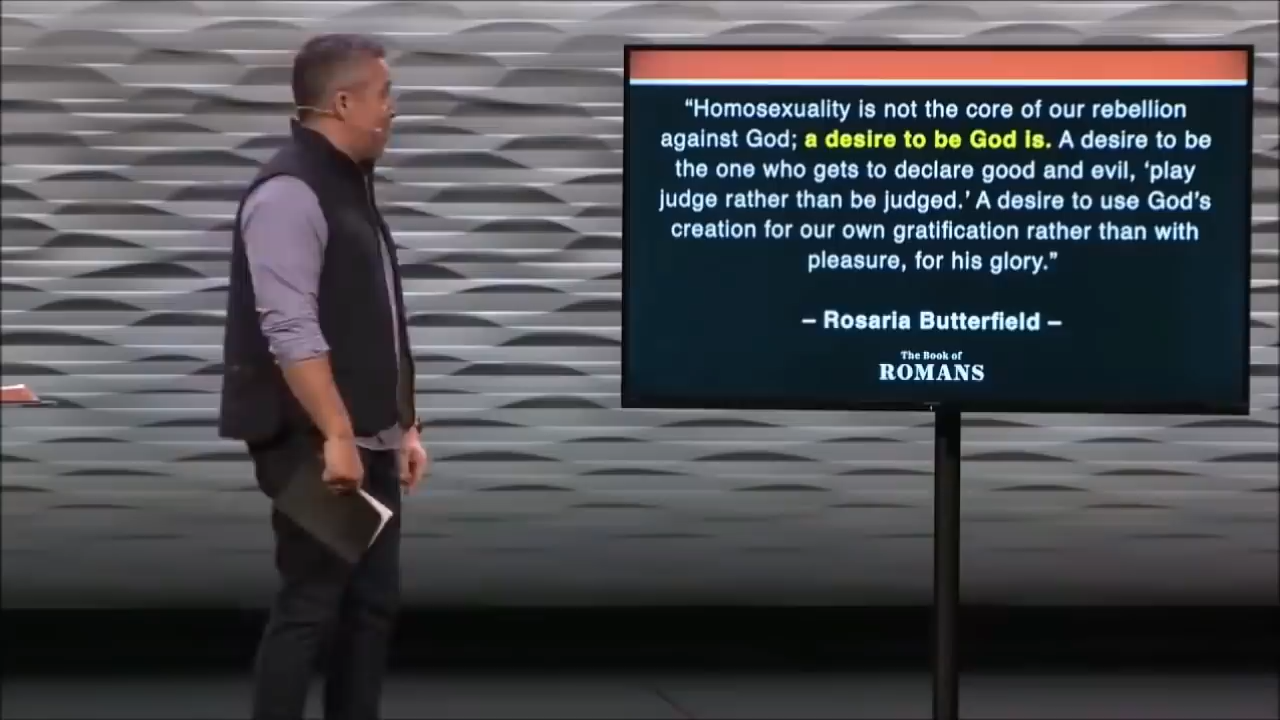 “Homosexuality is not the core of our rebellion
against God; a desire to be God is. A desire to be
the one who gets to declare good and evil, ‘play
judge rather than be judged.’ A desire to use God’s
creation for our own gratification rather than with
pleasure, for his glory.”
– Rosaria Butterfield –
The Book of
ROMANS